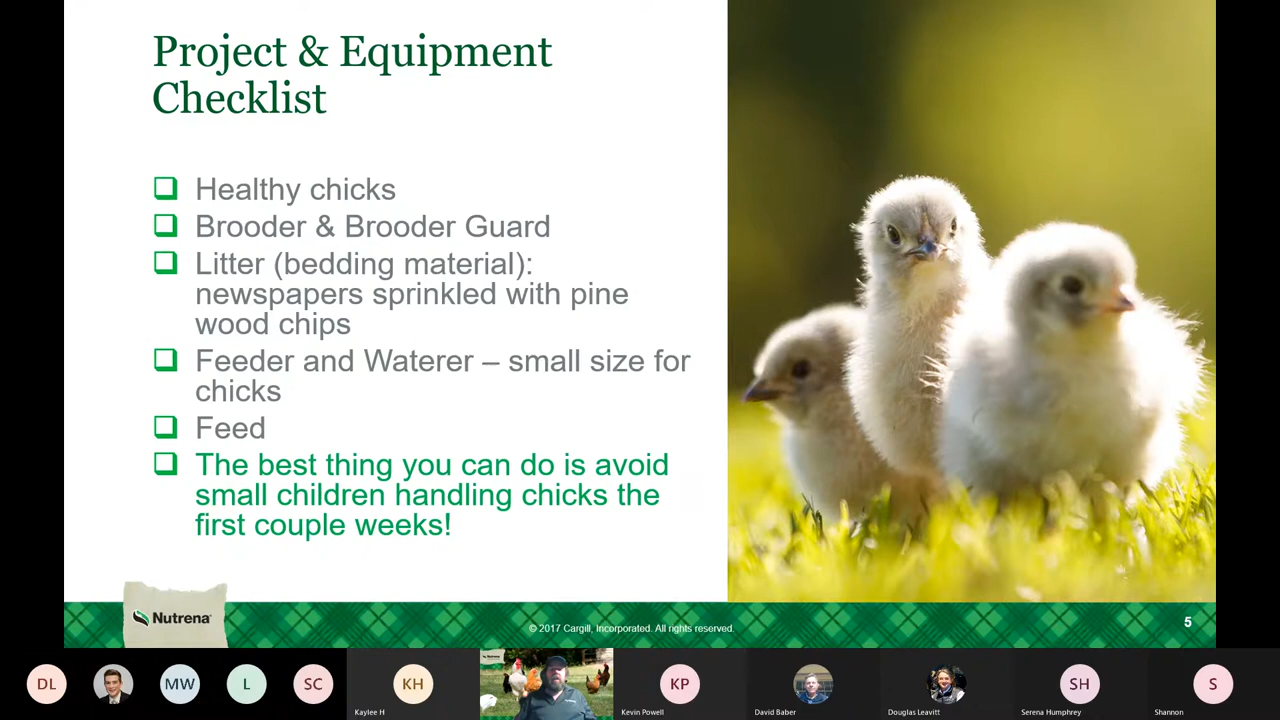 Project & Equipment
Checklist
Healthy chicks
Brooder & Brooder Guard
Litter (bedding material):
newspapers sprinkled with pine
wood chips
Feeder and Waterer – small size for
chicks
Feed
The best thing you can do is avoid
small children handling chicks the
first couple weeks!
Nutrena®
© 2017 Cargill, Incorporated. All rights reserved.
5
DL
MW
L
SC
KH
Kaylee H
Nutrena
KP
Kevin Powell
David Baber
Douglas Leavitt
SH
Serena Humphrey
S
Shannon